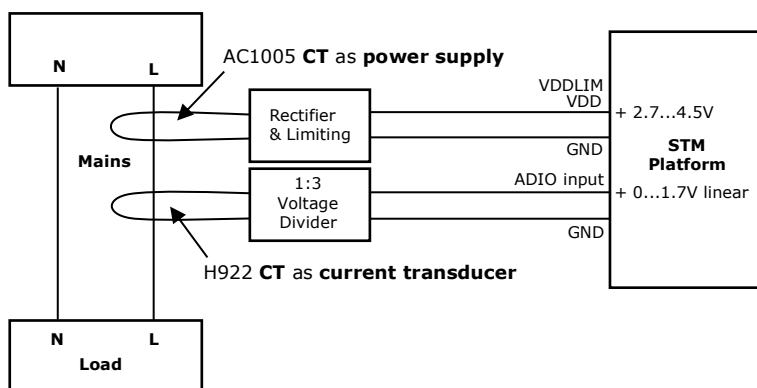 N L
AC1005 CT as power supply
Rectifier
& Limiting
VDDLIM
VDD
GND
+ 2.7...4.5V
STM
Platform
Mains
1:3
Voltage
Divider
ADIO input
+ 0...1.7V linear
GND
H922 CT as current transducer
N L
Load